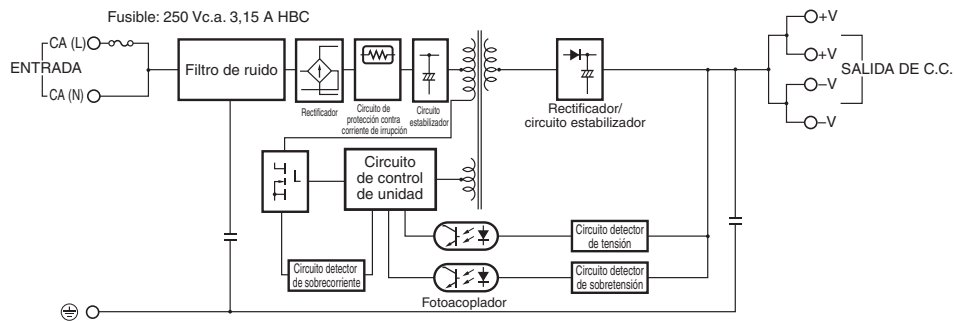 Fusible: 250 Vc.a. 3,15 A HBC
CA (L)
ENTRADA
CA (N)
Filtro de ruido
Rectificador
Circuito de
protección contra
corriente de irrupción
Circuito
estabilizador
Rectificador/
circuito estabilizador
+V
+V
SALIDA DE C.C.
–V
–V
L
Circuito
de control
de unidad
Circuito detector
de tensión
Circuito detector
de sobrecorriente
Circuito detector
de sobretensión
Fotoacoplador